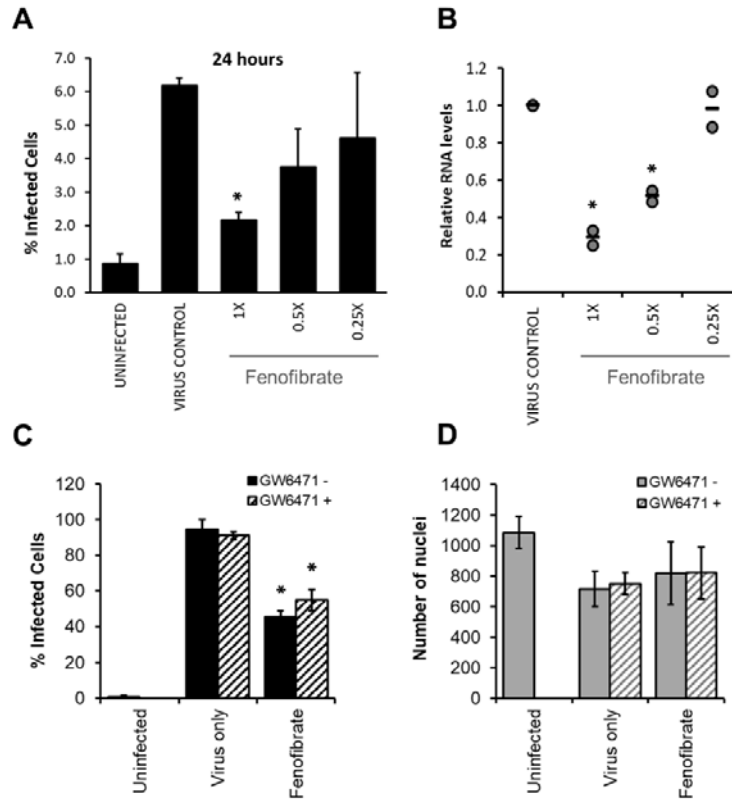 A
24 hours
7.0
6.0
5.0
4.0
3.0
2.0
1.0
0.0
% Infected Cells
*
UNINFECTED
VIRUS CONTROL
1X
0.5X
0.25X
Fenofibrate
B
1.2
1.0
0.8
0.6
0.4
0.2
0.0
Relative RNA levels
*
*
VIRUS CONTROL
1X
0.5X
0.25X
Fenofibrate
C
120
100
80
60
40
20
0
% Infected Cells
GW6471 -
GW6471 +
*
*
Uninfected
Virus only
Fenofibrate
D
1400
1200
1000
800
600
400
200
0
Number of nuclei
GW6471 -
GW6471 +
Uninfected
Virus only
Fenofibrate